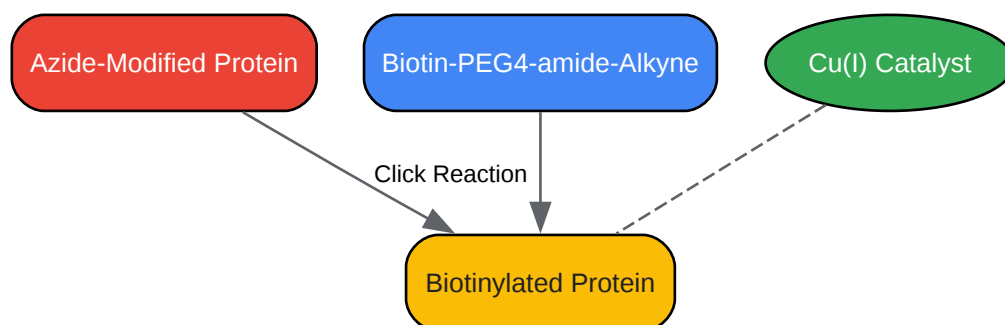 Azide-Modified Protein
Biotin-PEG4-amide-Alkyne
Cu(I) Catalyst
Click Reaction
Biotinylated Protein